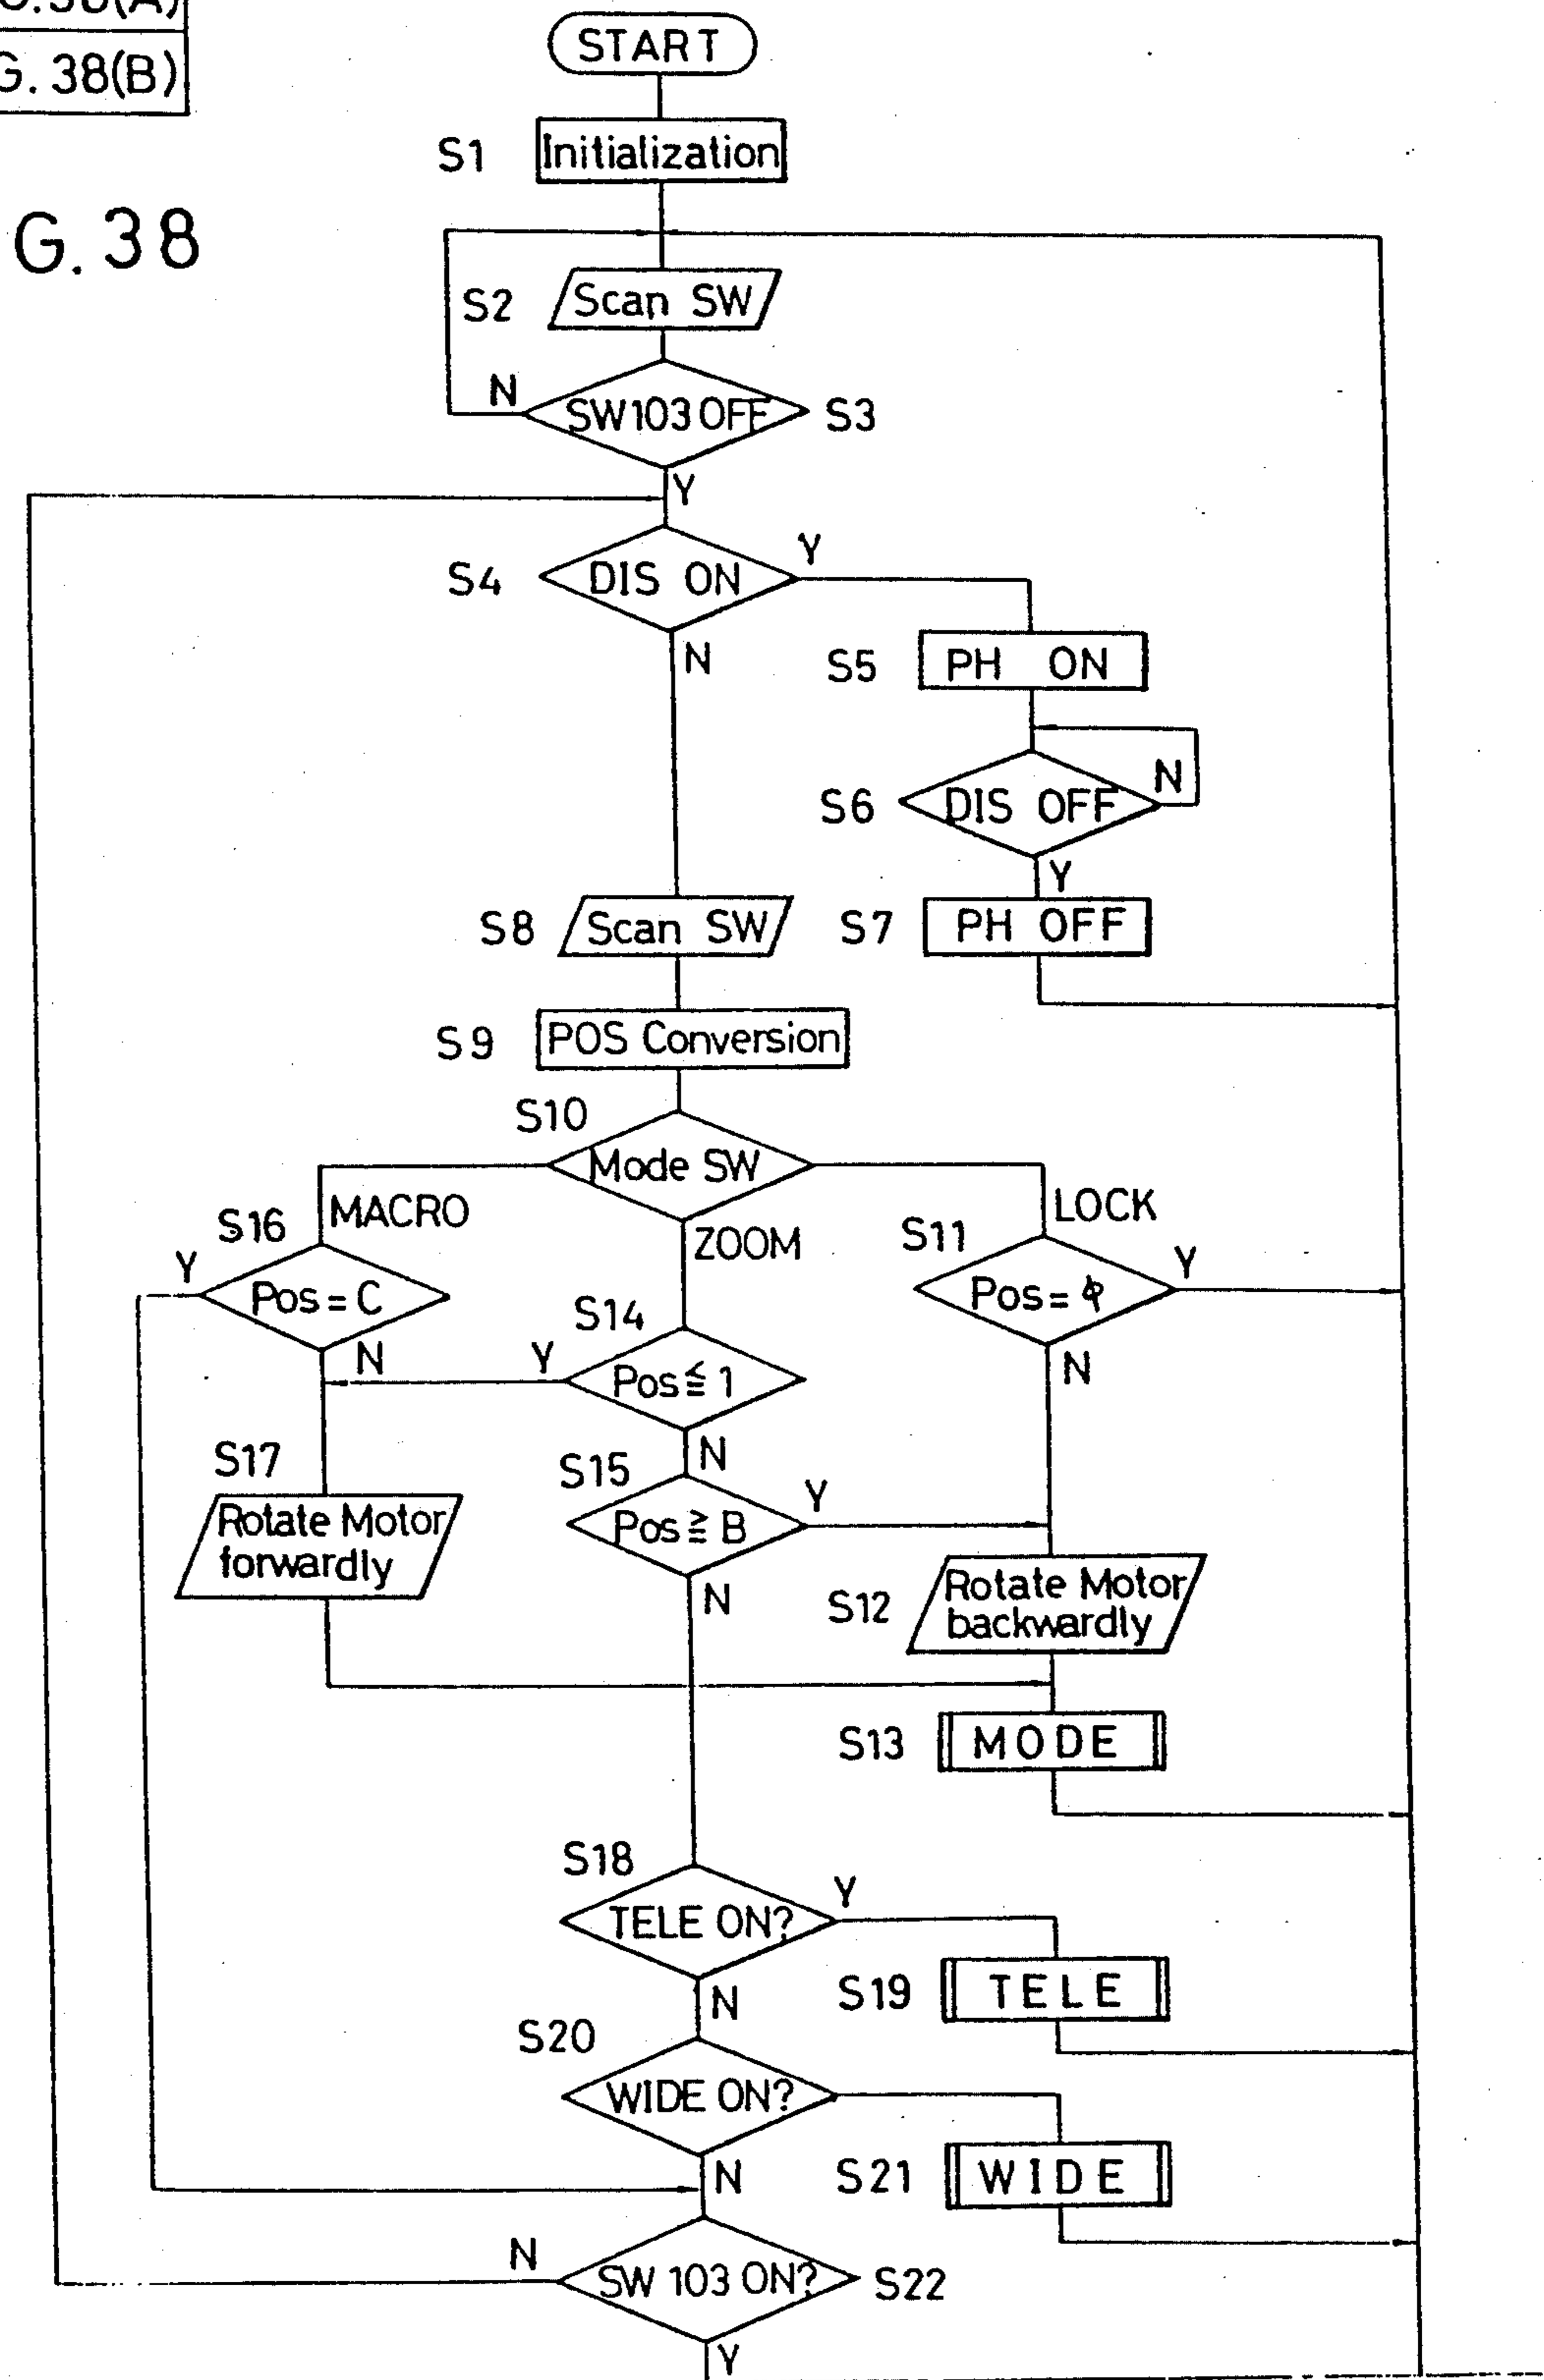 G. 38(B)
G. 38
START
S1
Initialization
S2
Scan SW
N
SW103 OFF
S3
Y
S4
DIS ON
Y
N
S5
PH ON
S6
DIS OFF
N
Y
S8
Scan SW
S7
PH OFF
S9
POS Conversion
S10
Mode SW
MACRO
ZOOM
LOCK
S16
Y
Pos = C
N
S11
Pos = φ
Y
N
S14
Y
Pos ≦ 1
N
S17
Rotate Motor
forwardly
S15
Pos ≧ B
Y
N
S12
Rotate Motor
backwardly
S13
MODE
S18
TELE ON?
Y
N
S19
TELE
S20
WIDE ON?
N
S21
WIDE
N
SW 103 ON?
S22
Y